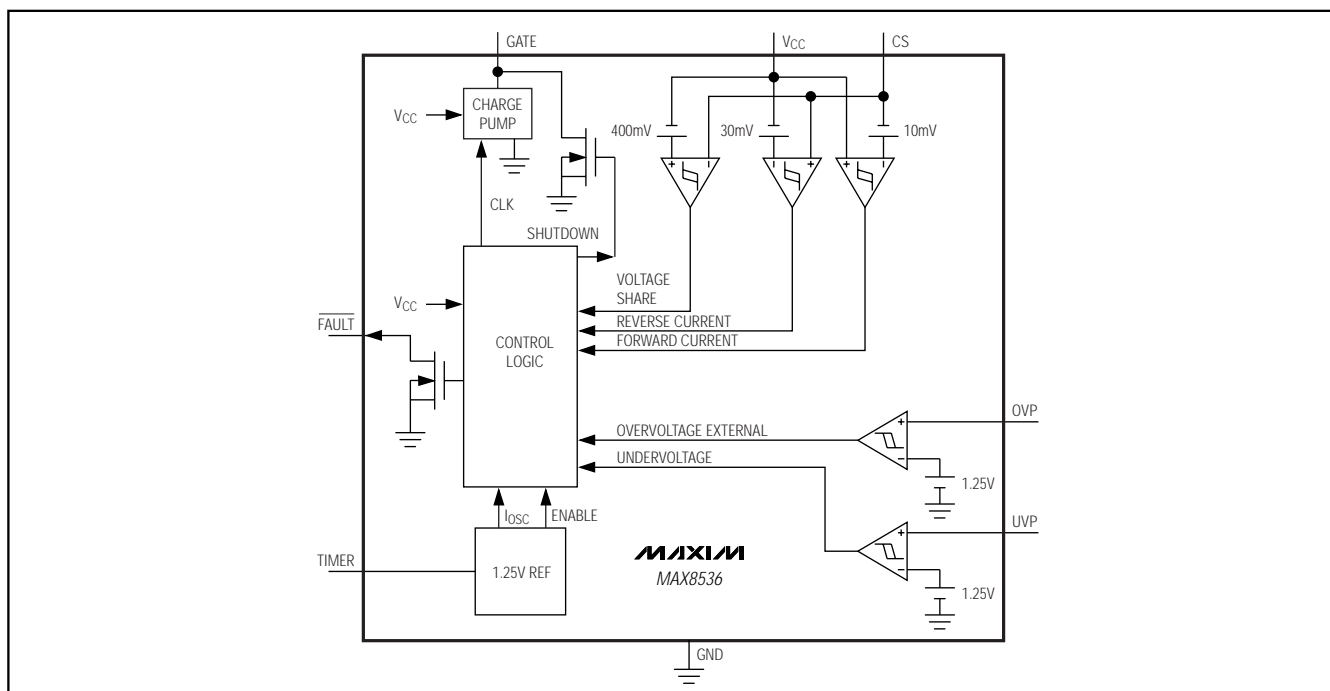 GATE
VCC
CS
VCC
CHARGE
PUMP
400mV
30mV
10mV
+
−
−
+
+
−
CLK
SHUTDOWN
VOLTAGE
SHARE
VCC
REVERSE CURRENT
FAULT
FORWARD CURRENT
CONTROL
LOGIC
OVP
+
OVERVOLTAGE EXTERNAL
−
UNDERVOLTAGE
1.25V
IOSC
ENABLE
UVP
+
TIMER
1.25V REF
MAXIM
−
MAX8536
1.25V
GND